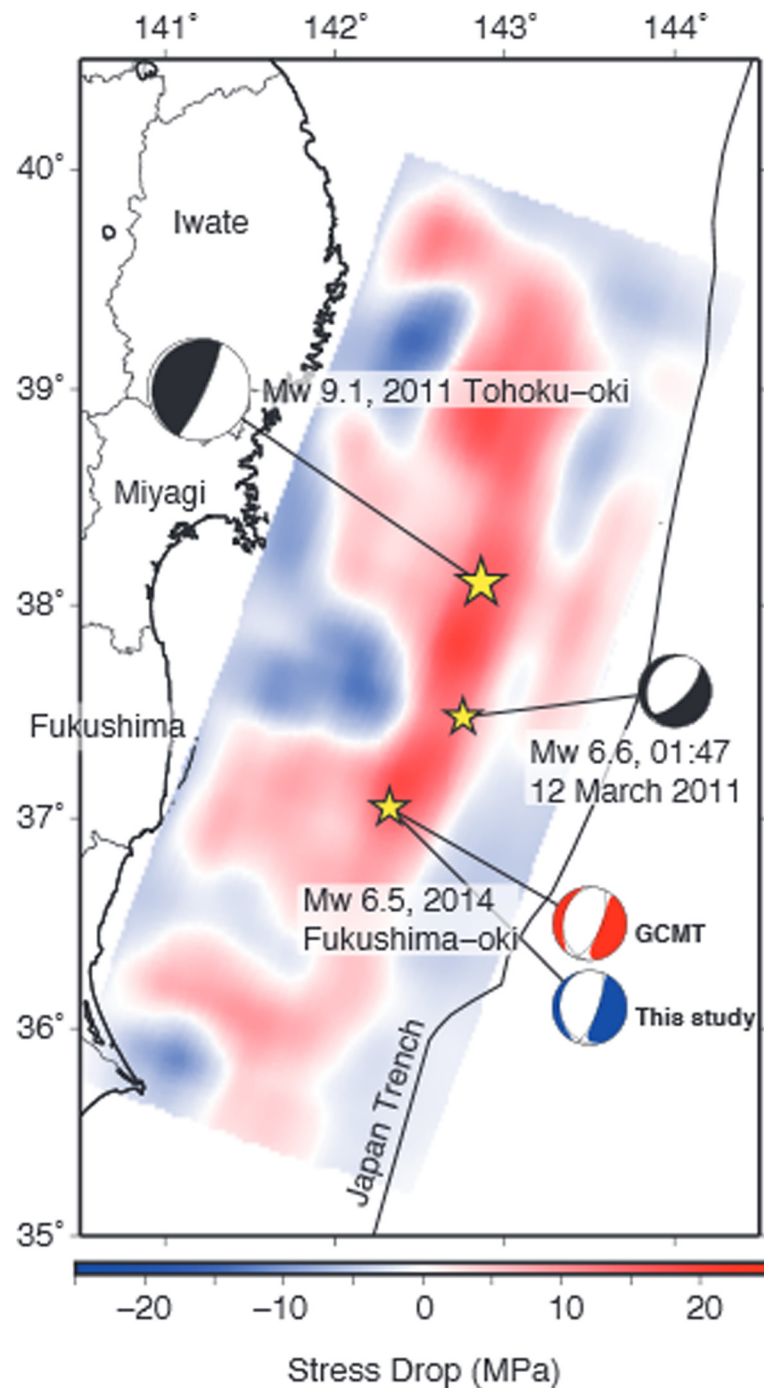 141° 142° 143° 144°
40°
Iwate
39°
Mw 9.1, 2011 Tohoku–oki
Miyagi
38°
Fukushima
Mw 6.6, 01:47
12 March 2011
37°
Mw 6.5, 2014
Fukushima–oki
GCMT
This study
36°
Japan Trench
35°
–20 –10 0 10 20
Stress Drop (MPa)